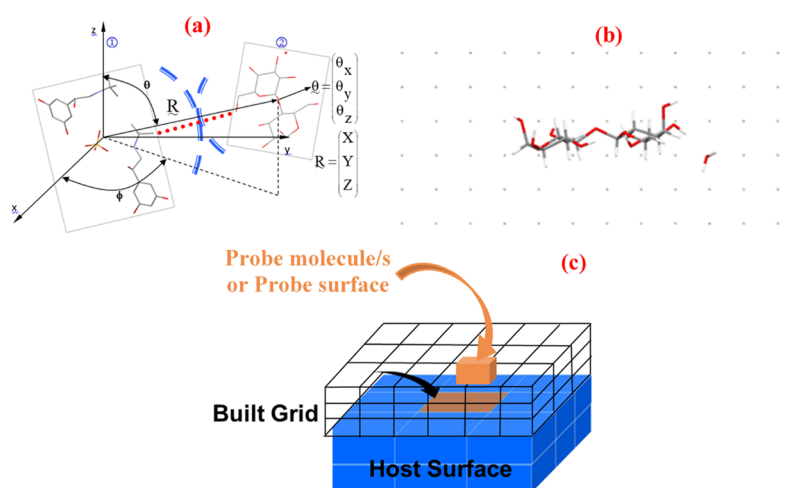 (a)
z
①
②
θ
R
θ = (θx θy θz)
y
R = (X Y Z)
x
ϕ
(b)
(c)
Probe molecule/s
or Probe surface
Built Grid
Host Surface